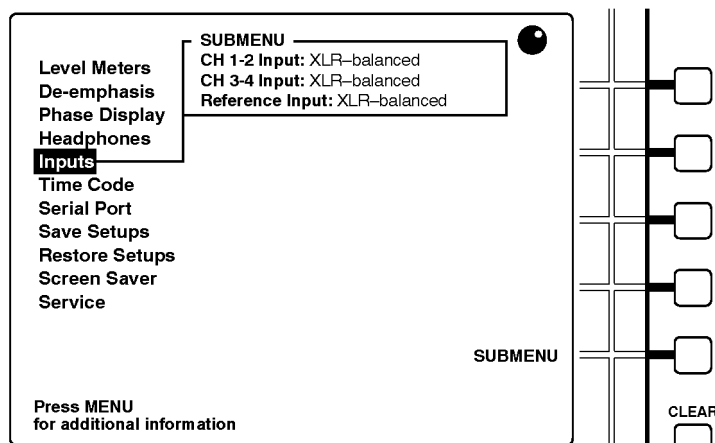 SUBMENU
CH 1-2 Input: XLR–balanced
CH 3-4 Input: XLR–balanced
Reference Input: XLR–balanced
Level Meters
De-emphasis
Phase Display
Headphones
Inputs
Time Code
Serial Port
Save Setups
Restore Setups
Screen Saver
Service
SUBMENU
Press MENU
for additional information
CLEAR